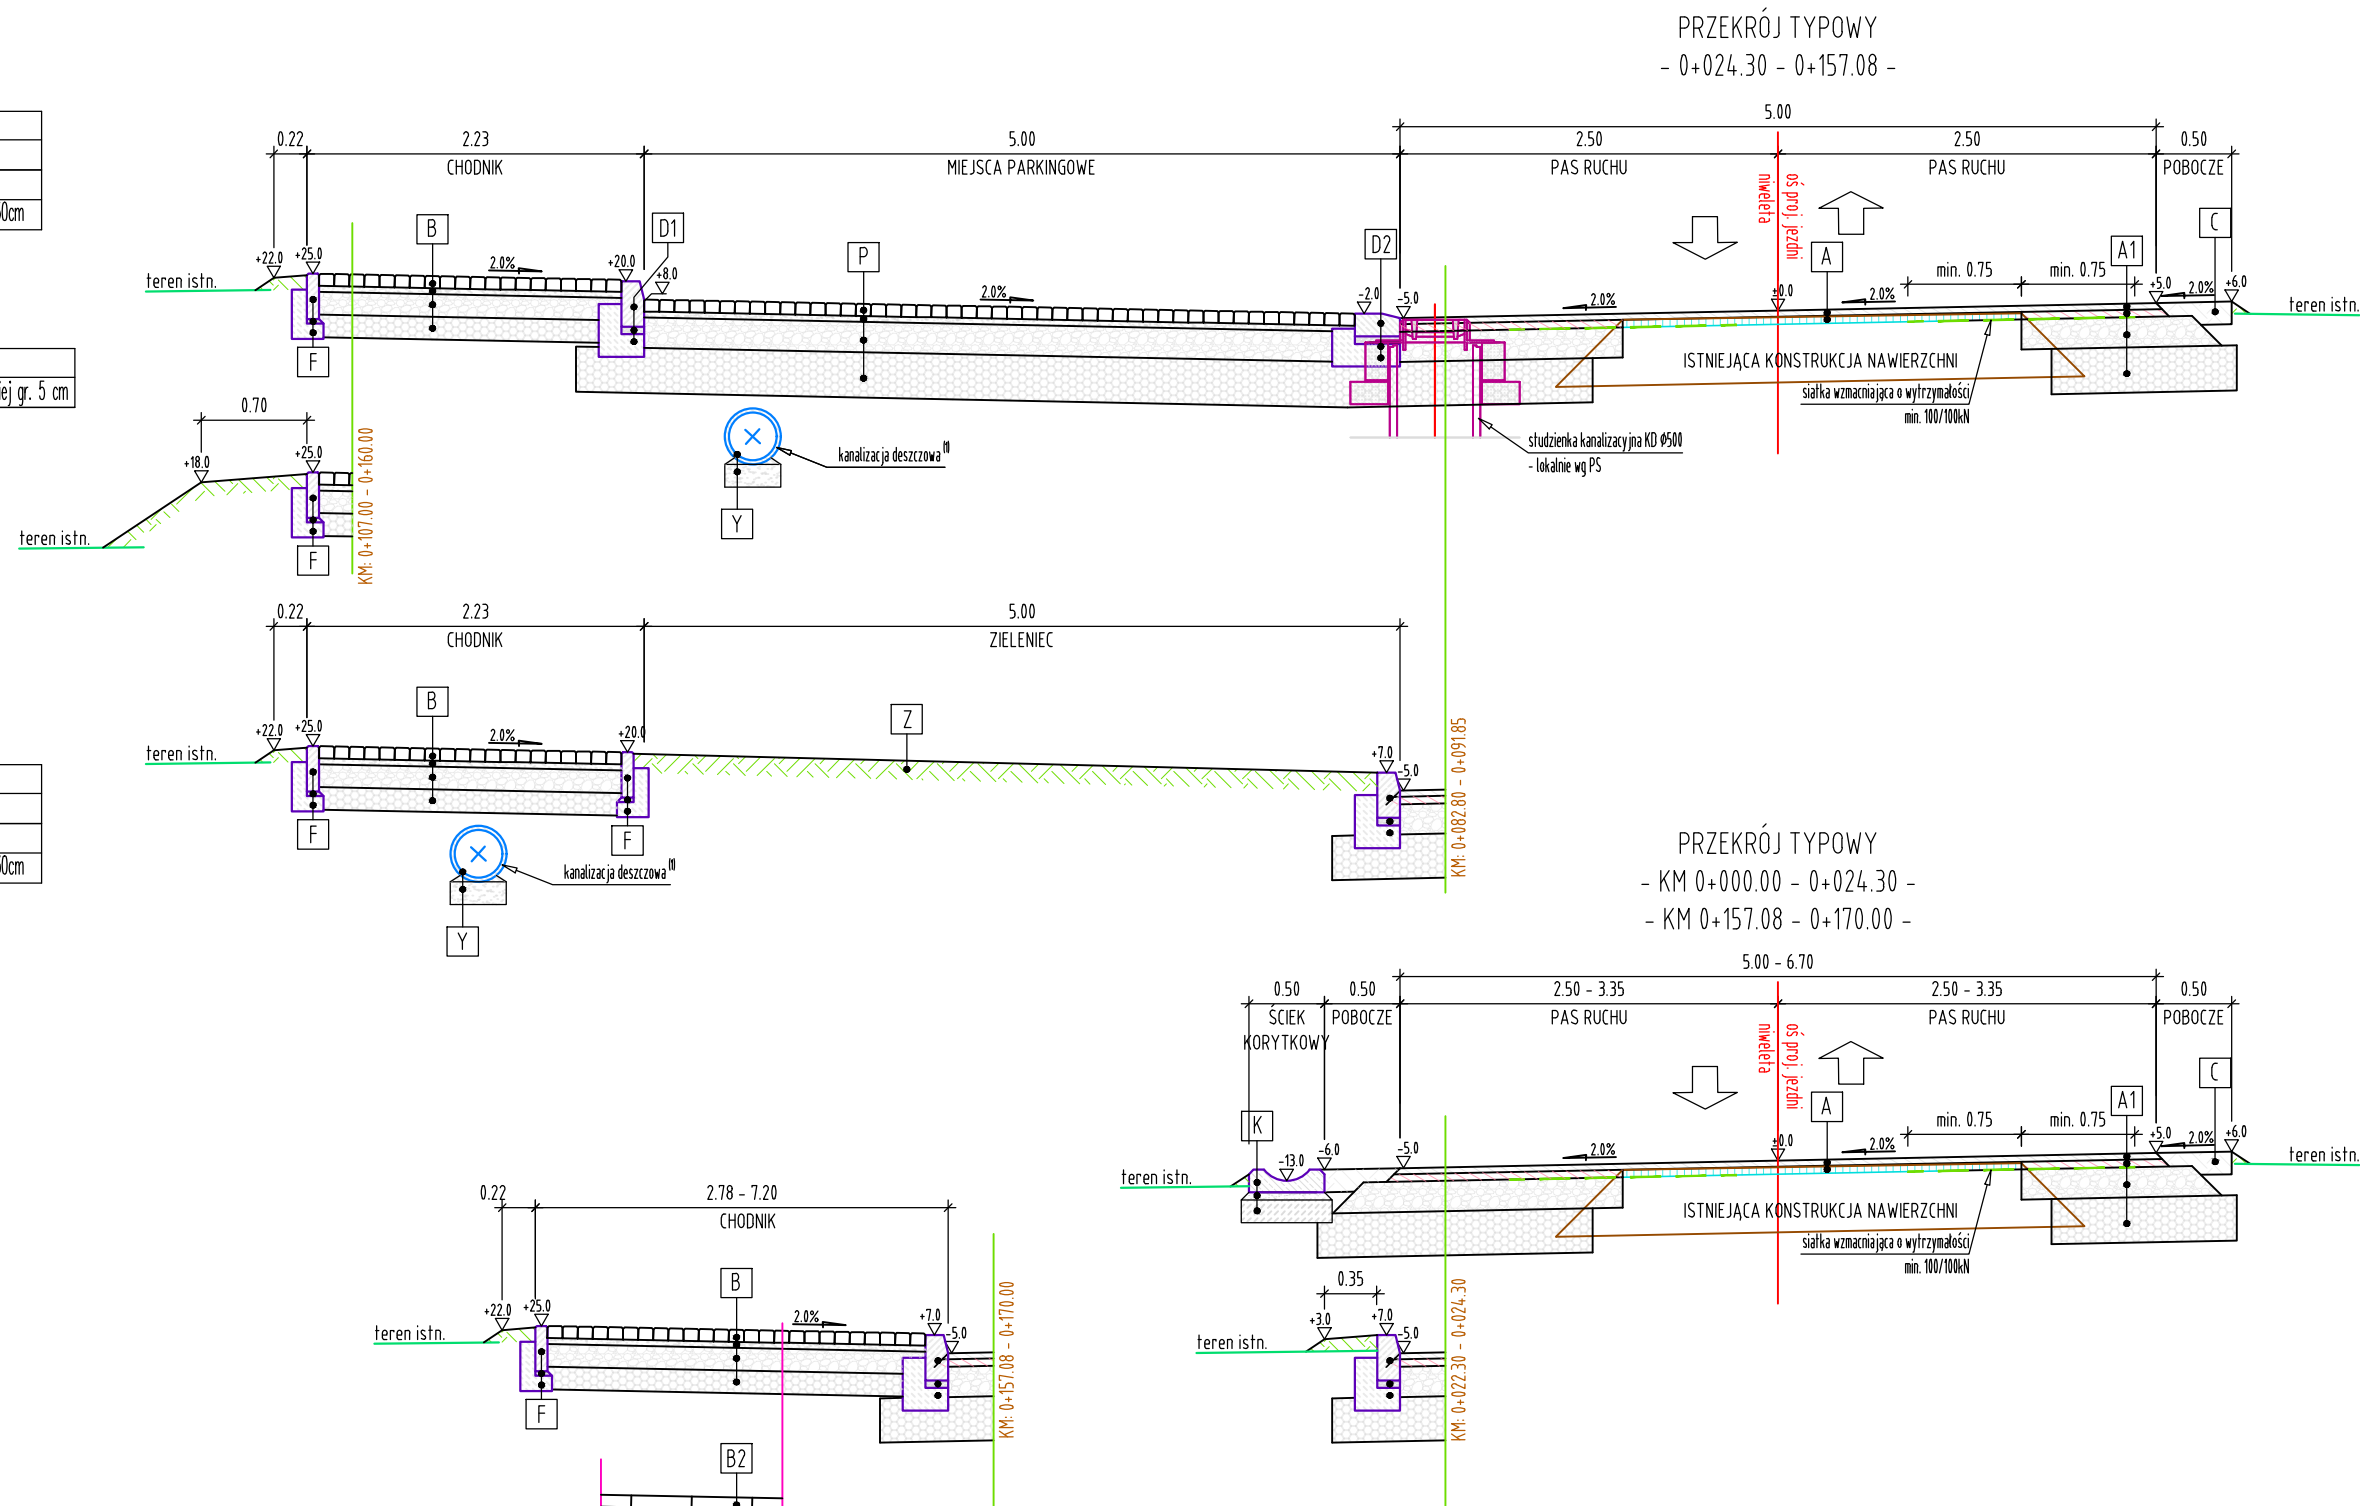 PRZEKRÓJ TYPOWY
- 0+024.30 - 0+157.08 -
5.00
0.22 2.23 5.00 2.50 2.50 0.50
CHODNIK MIEJSCA PARKINGOWE PAS RUCHU PAS RUCHU POBOCZE
oś proj. jezdni
niweleta
0cm
B D1 P D2 A A1 C
min. 0.75 min. 0.75
teren istn. +22.0 +25.0 2.0% +20.0 +8.0 2.0% -2.0 -5.0 2.0% ±0.0 2.0% +5.0 2.0% +6.0 teren istn.
F
ISTNIEJĄCA KONSTRUKCJA NAWIERZCHNI
siatka wzmacniająca o wytrzymałości
min. 100/100kN
ej gr. 5 cm
studzienka kanalizacyjna KD Ø500
- lokalnie wg PS
kanalizacja deszczowa (1)
Y
0.70
+18.0 +25.0
teren istn.
F
KM: 0+107.00 - 0+160.00
0.22 2.23 5.00
CHODNIK ZIELENIEC
B Z
teren istn. +22.0 +25.0 2.0% +20.0 +7.0 -5.0
F F
kanalizacja deszczowa (1)
Y
KM: 0+082.80 - 0+091.85
0cm
PRZEKRÓJ TYPOWY
- KM 0+000.00 - 0+024.30 -
- KM 0+157.08 - 0+170.00 -
5.00 - 6.70
0.50 0.50 2.50 - 3.35 2.50 - 3.35 0.50
ŚCIEK POBOCZE PAS RUCHU PAS RUCHU POBOCZE
KORYTKOWY
oś proj. jezdni
niweleta
K A A1 C
min. 0.75 min. 0.75
teren istn. -13.0 -6.0 -5.0 2.0% ±0.0 2.0% +5.0 2.0% +6.0 teren istn.
ISTNIEJĄCA KONSTRUKCJA NAWIERZCHNI
siatka wzmacniająca o wytrzymałości
min. 100/100kN
0.22 2.78 - 7.20
CHODNIK
B
teren istn. +22.0 +25.0 2.0% +7.0 -5.0
F
KM: 0+157.08 - 0+170.00
B2
0.35
teren istn. +3.0 +7.0 -5.0
KM: 0+022.30 - 0+024.30